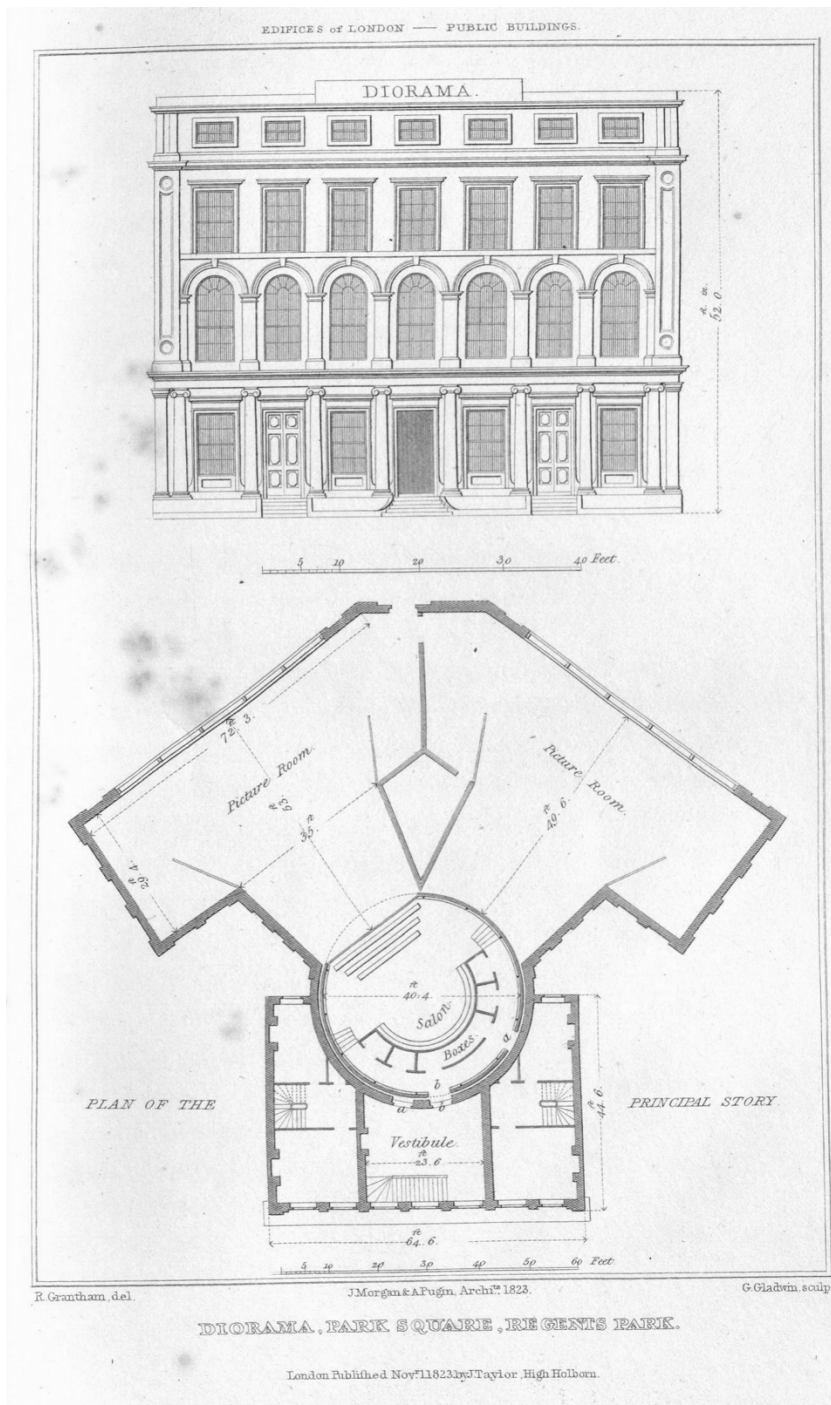 EDIFICES of LONDON — PUBLIC BUILDINGS.
DIORAMA.
ft in
52.0
5 10 20 30 40 Feet.
ft
72.3.
Picture Room.
ft
63.
ft
35.
ft
29.4.
Picture Room.
ft
49.6.
ft
40.4
Salon.
Boxes.
a
b
a
b
PLAN OF THE
PRINCIPAL STORY.
ft
44.6.
Vestibule.
ft
23.6
ft
64.6.
5 10 20 30 40 50 60 Feet
R. Grantham, del.
J. Morgan & A. Pugin, Archits. 1823.
G. Gladwin, sculp
DIORAMA, PARK SQUARE, REGENTS PARK.
London Published Novr. 1 1823 by J. Taylor, High Holborn.